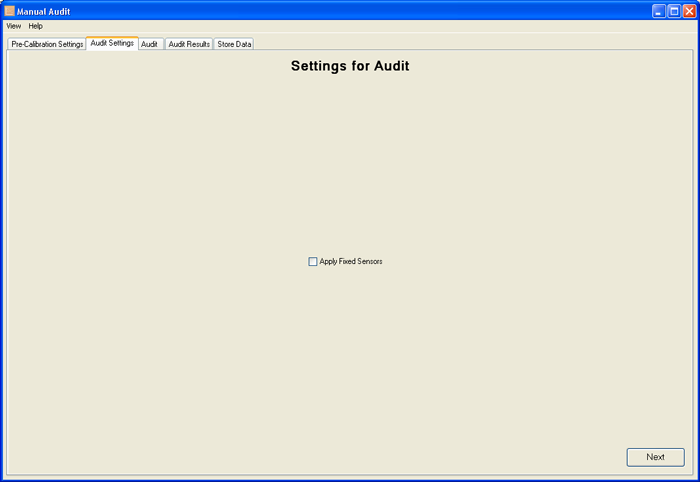 Manual Audit
View Help
Pre-Calibration Settings Audit Settings Audit Audit Results Store Data
Settings for Audit
Apply Fixed Sensors
Next